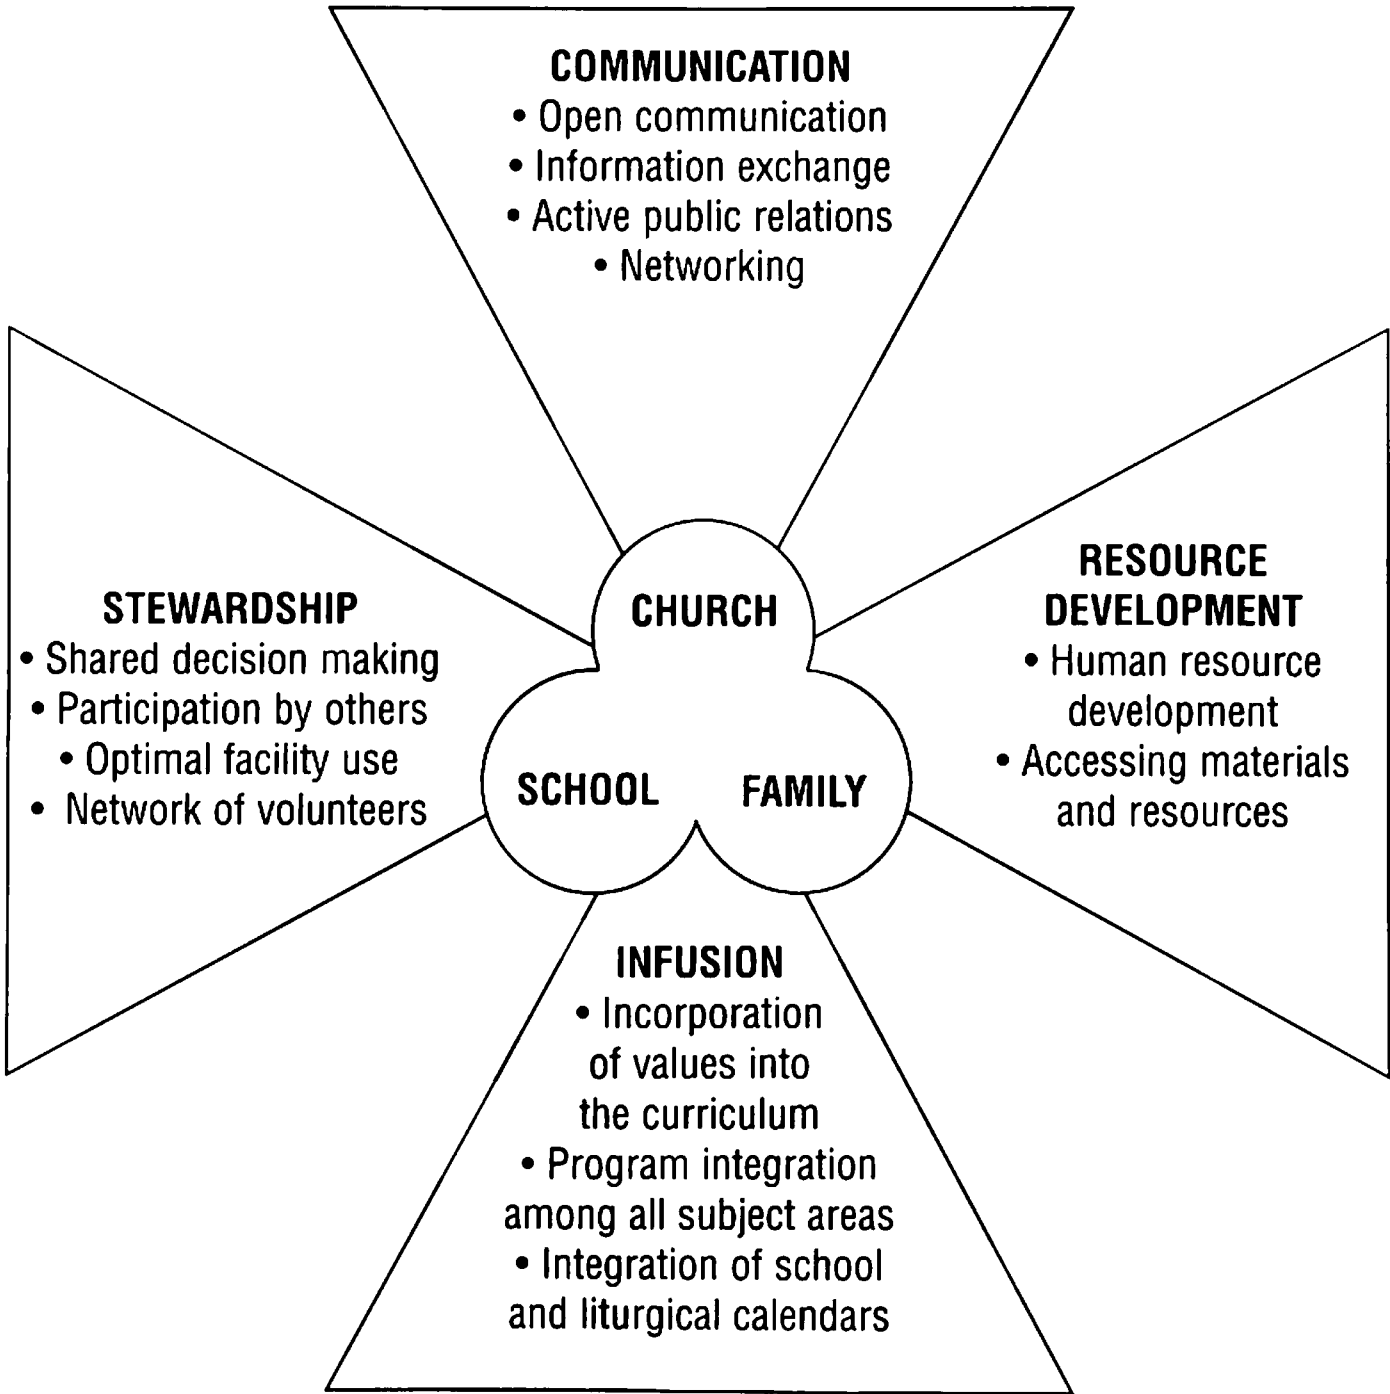 COMMUNICATION
• Open communication
• Information exchange
• Active public relations
• Networking
STEWARDSHIP
• Shared decision making
• Participation by others
• Optimal facility use
• Network of volunteers
CHURCH
SCHOOL
FAMILY
RESOURCE
DEVELOPMENT
• Human resource
development
• Accessing materials
and resources
INFUSION
• Incorporation
of values into
the curriculum
• Program integration
among all subject areas
• Integration of school
and liturgical calendars